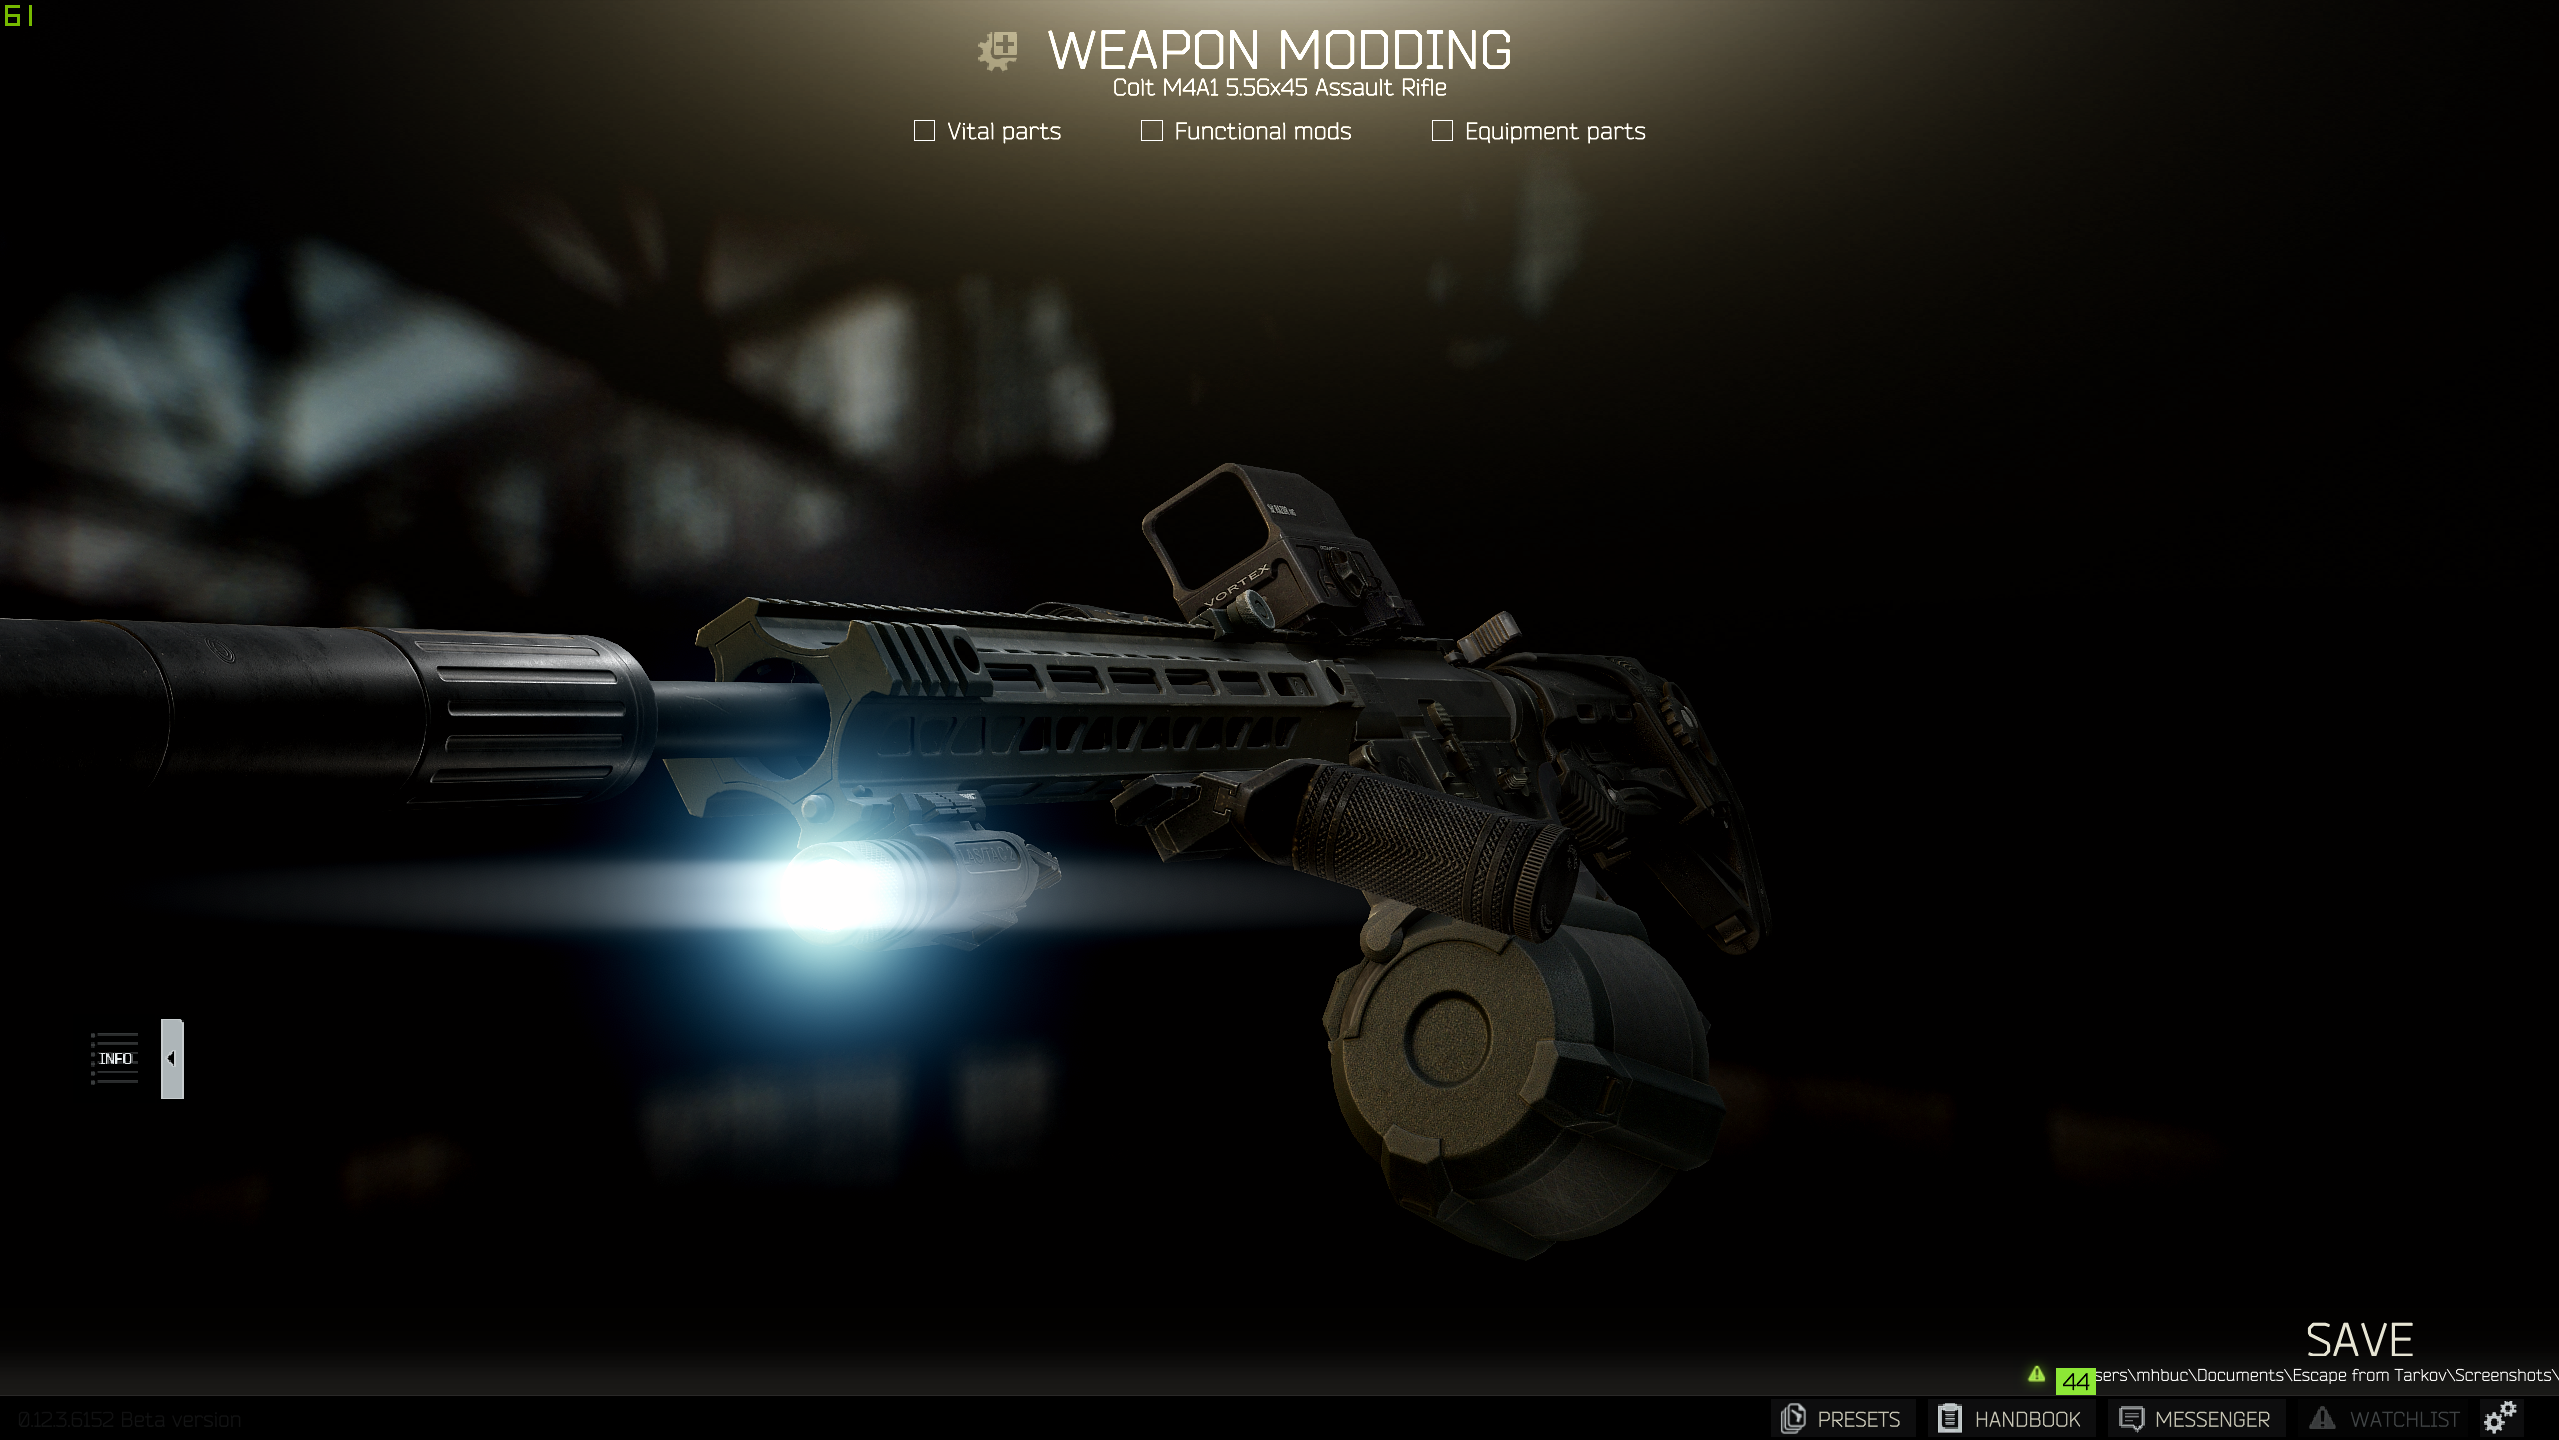 61
WEAPON MODDING
Colt M4A1 5.56x45 Assault Rifle
Vital parts
Functional mods
Equipment parts
VORTEX
INFO
SAVE
44
sers\mhbuc\Documents\Escape from Tarkov\Screenshots\
0.12.3.6152 Beta version
PRESETS
HANDBOOK
MESSENGER
WATCHLIST